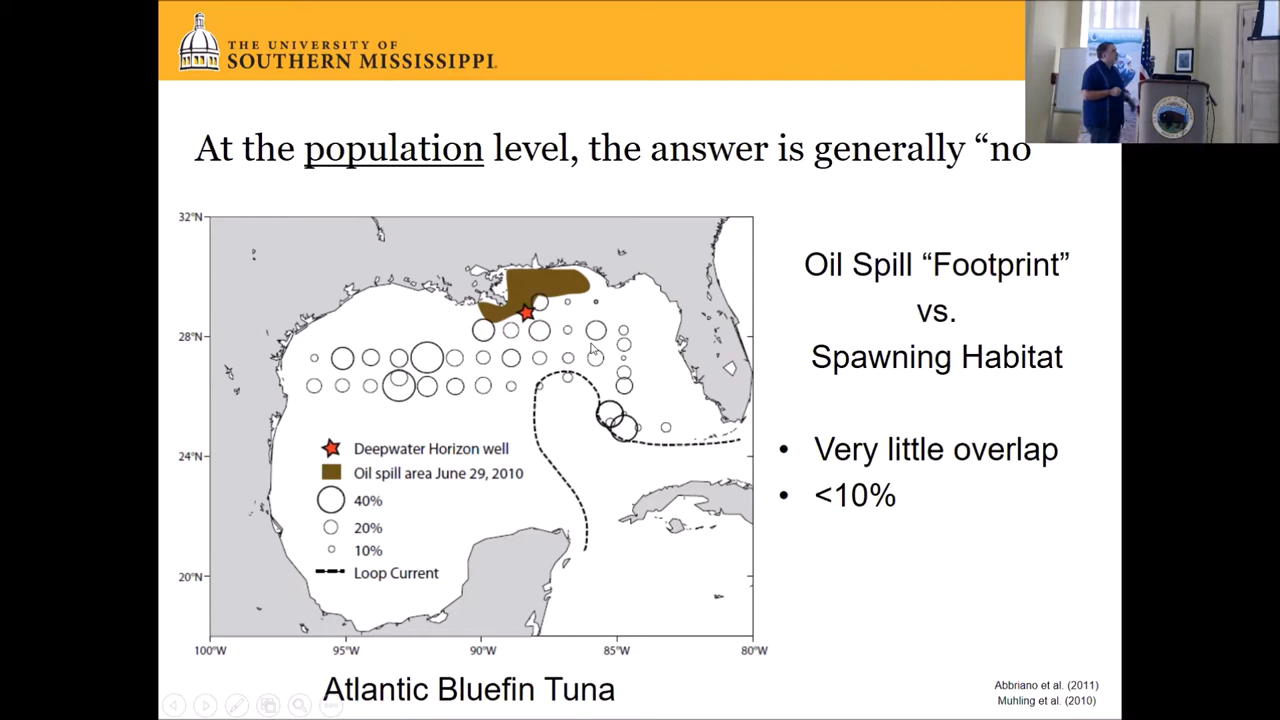 THE UNIVERSITY OF
SOUTHERN MISSISSIPPI.
At the population level, the answer is generally “no
32°N
28°N
24°N
20°N
100°W
95°W
90°W
85°W
80°W
Deepwater Horizon well
Oil spill area June 29, 2010
40%
20%
10%
Loop Current
Atlantic Bluefin Tuna
Oil Spill “Footprint”
vs.
Spawning Habitat
• Very little overlap
• <10%
Abbriano et al. (2011)
Muhling et al. (2010)